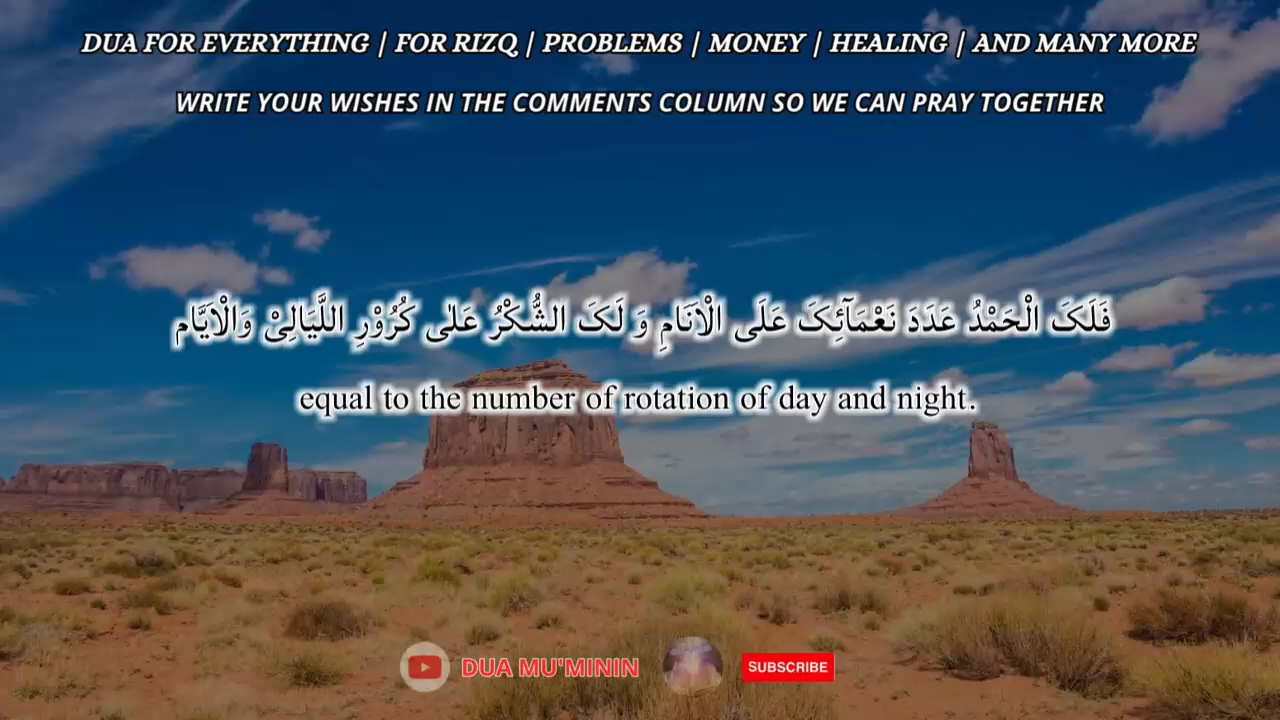 DUA FOR EVERYTHING | FOR RIZQ | PROBLEMS | MONEY | HEALING | AND MANY MORE
WRITE YOUR WISHES IN THE COMMENTS COLUMN SO WE CAN PRAY TOGETHER
فَلَکَ الْحَمْدُ عَدَدَ نَعْمَآئِکَ عَلَی الْاَنَامِ وَ لَکَ الشُّکْرُ عَلٰی کُرُوْرِ اللَّیَالِیْ وَالْاَیَّام
equal to the number of rotation of day and night.
DUA MU'MININ SUBSCRIBE